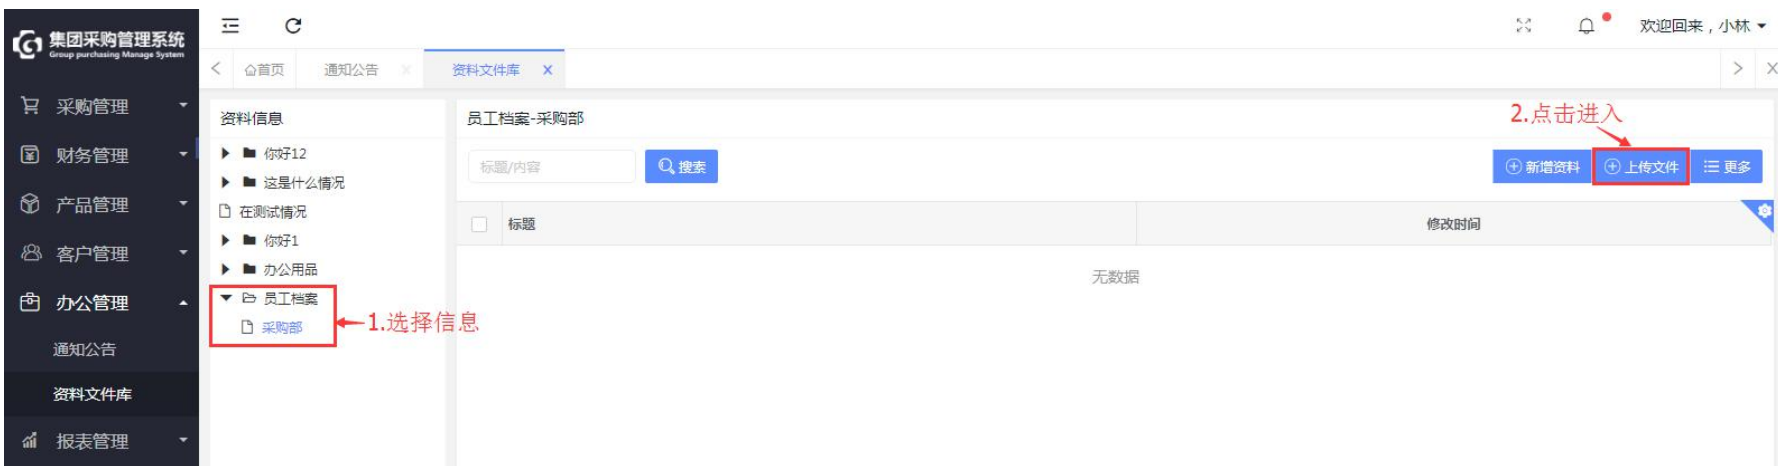 集团采购管理系统
Group purchasing Manage System
欢迎回来，小林
首页
通知公告
资料文件库
采购管理
财务管理
产品管理
客户管理
办公管理
通知公告
资料文件库
报表管理
资料信息
你好12
这是什么情况
在测试情况
你好1
办公用品
员工档案
采购部
1.选择信息
员工档案-采购部
2.点击进入
标题/内容
搜索
新增资料
上传文件
更多
标题
修改时间
无数据